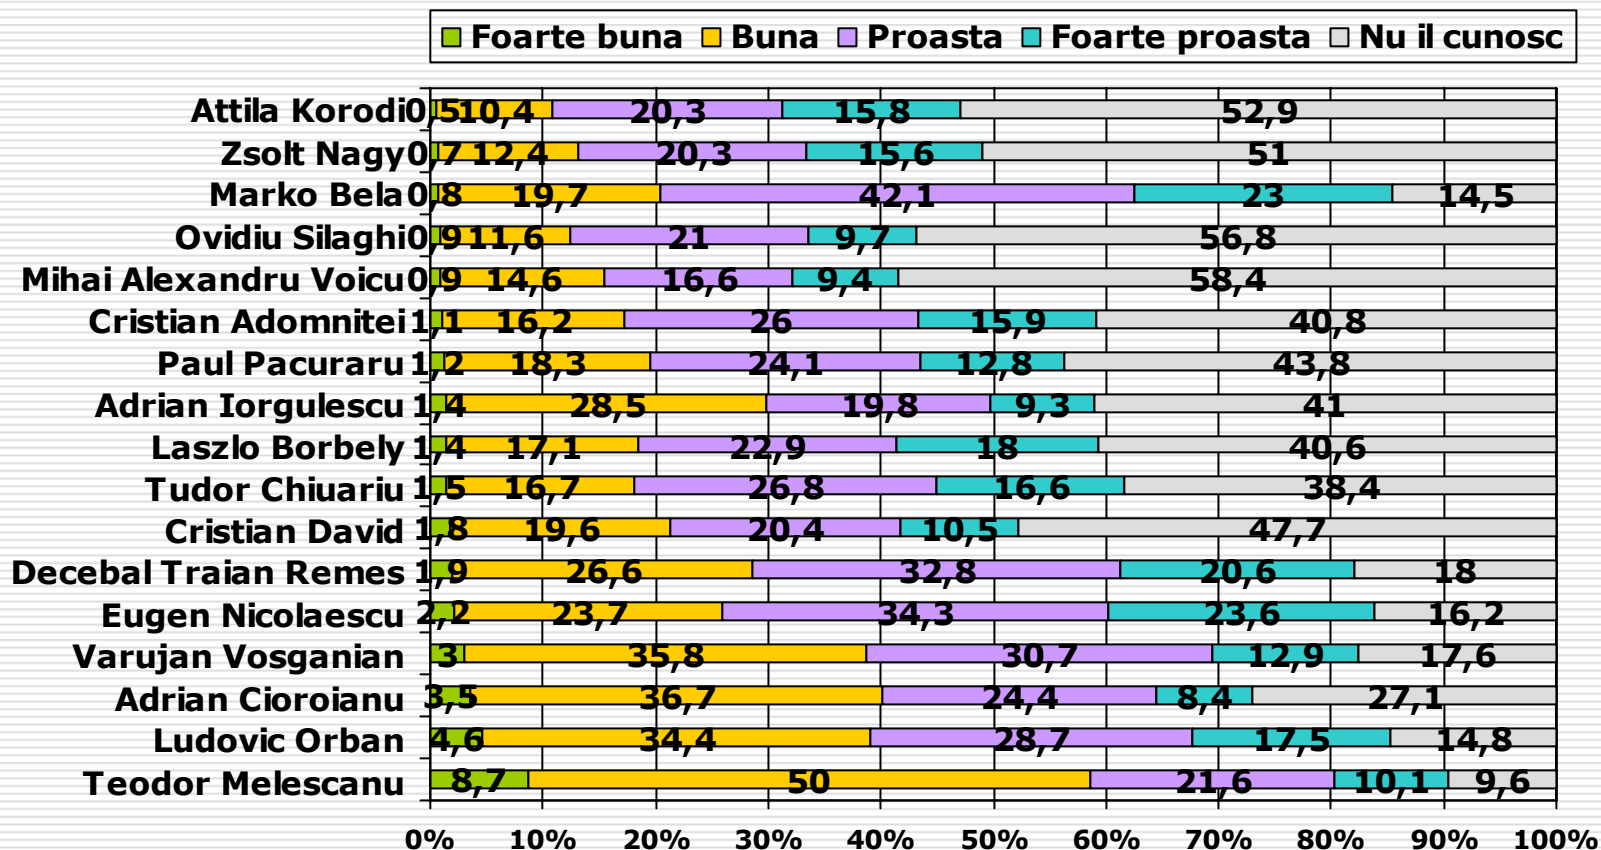 Foarte buna Buna Proasta Foarte proasta Nu il cunosc
Attila Korodi 0,5 10,4 20,3 15,8 52,9
Zsolt Nagy 0,7 12,4 20,3 15,6 51
Marko Bela 0,8 19,7 42,1 23 14,5
Ovidiu Silaghi 0,9 11,6 21 9,7 56,8
Mihai Alexandru Voicu 0,9 14,6 16,6 9,4 58,4
Cristian Adomnitei 1,1 16,2 26 15,9 40,8
Paul Pacuraru 1,2 18,3 24,1 12,8 43,8
Adrian Iorgulescu 1,4 28,5 19,8 9,3 41
Laszlo Borbely 1,4 17,1 22,9 18 40,6
Tudor Chiuariu 1,5 16,7 26,8 16,6 38,4
Cristian David 1,8 19,6 20,4 10,5 47,7
Decebal Traian Remes 1,9 26,6 32,8 20,6 18
Eugen Nicolaescu 2,2 23,7 34,3 23,6 16,2
Varujan Vosganian 3 35,8 30,7 12,9 17,6
Adrian Cioroianu 3,5 36,7 24,4 8,4 27,1
Ludovic Orban 4,6 34,4 28,7 17,5 14,8
Teodor Melescanu 8,7 50 21,6 10,1 9,6
0% 10% 20% 30% 40% 50% 60% 70% 80% 90% 100%